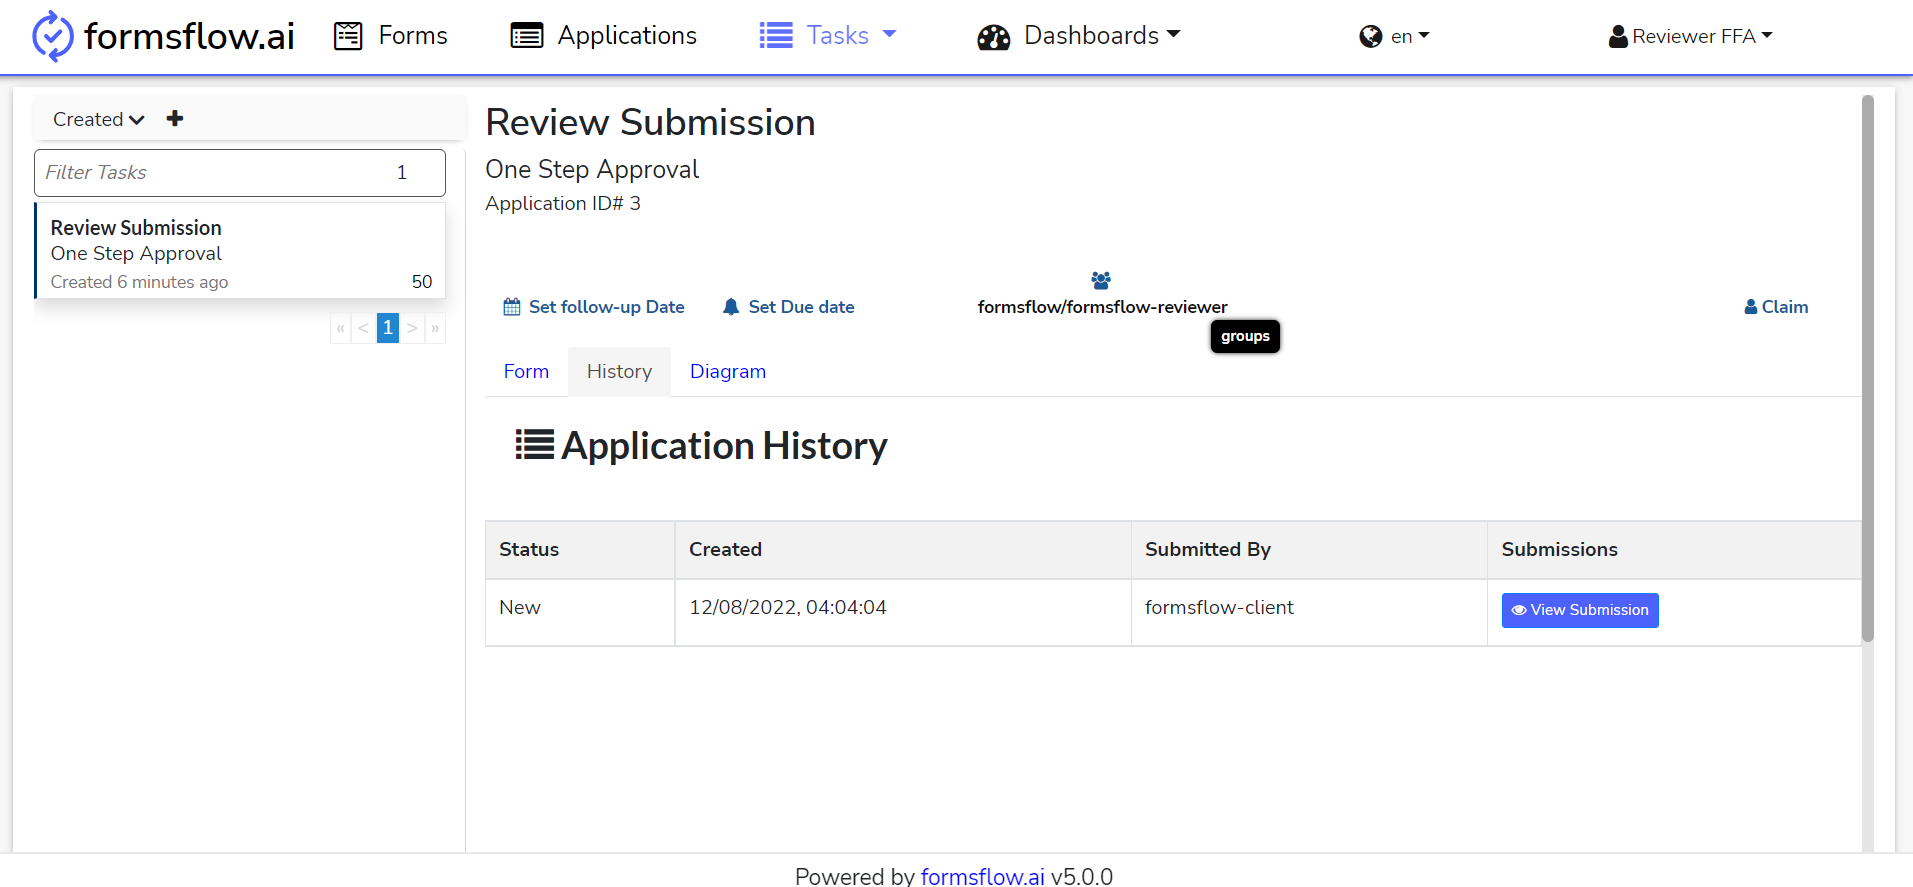 formsflow.ai Forms Applications Tasks Dashboards en Reviewer FFA
Created
Filter Tasks 1
Review Submission
One Step Approval
Created 6 minutes ago 50
« < 1 > »
Review Submission
One Step Approval
Application ID# 3
Set follow-up Date Set Due date formsflow/formsflow-reviewer Claim
groups
Form History Diagram
Application History
Status Created Submitted By Submissions
New 12/08/2022, 04:04:04 formsflow-client View Submission
Powered by formsflow.ai v5.0.0